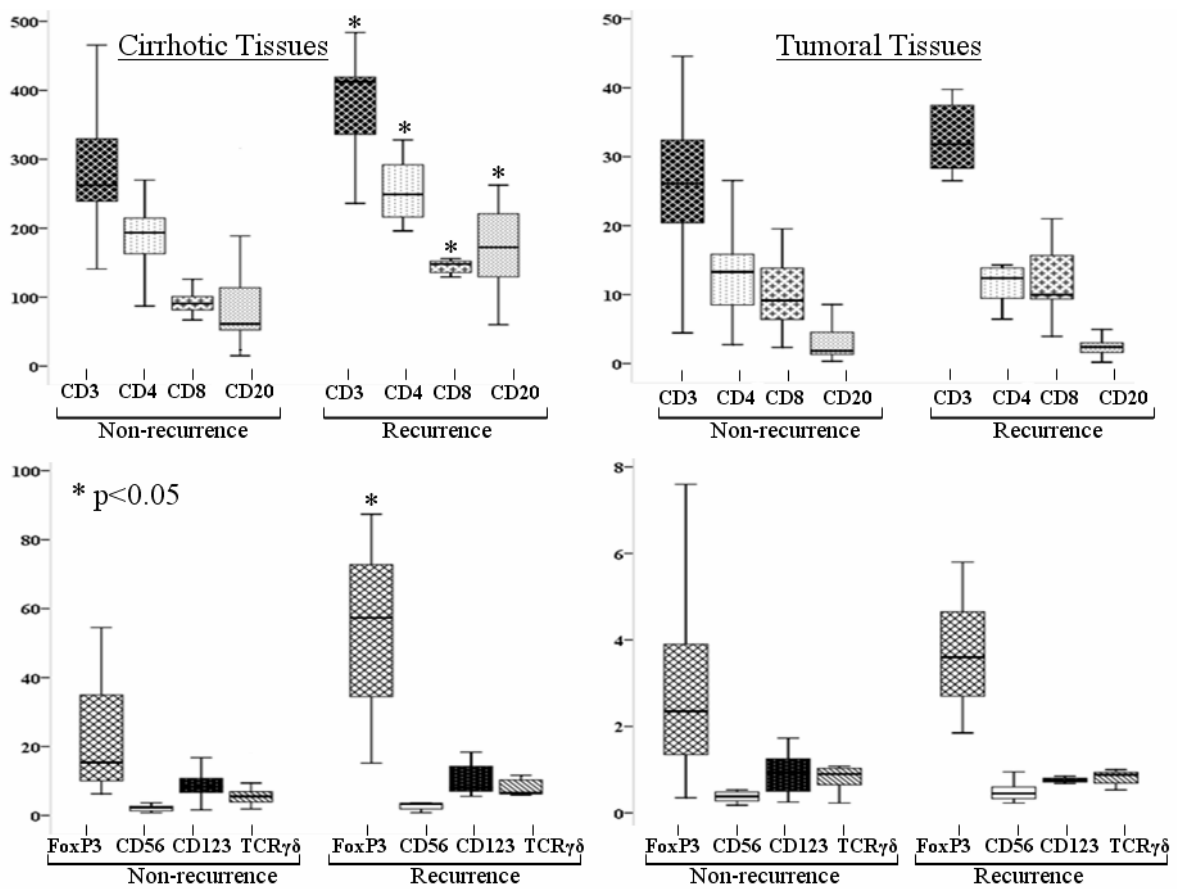 500
400
300
200
100
0
Cirrhotic Tissues
* * * *
CD3 CD4 CD8 CD20 CD3 CD4 CD8 CD20
Non-recurrence Recurrence
50
40
30
20
10
0
Tumoral Tissues
CD3 CD4 CD8 CD20 CD3 CD4 CD8 CD20
Non-recurrence Recurrence
100
80
60
40
20
0
* p<0.05
*
FoxP3 CD56 CD123 TCRγδ FoxP3 CD56 CD123 TCRγδ
Non-recurrence Recurrence
8
6
4
2
0
FoxP3 CD56 CD123 TCRγδ FoxP3 CD56 CD123 TCRγδ
Non-recurrence Recurrence